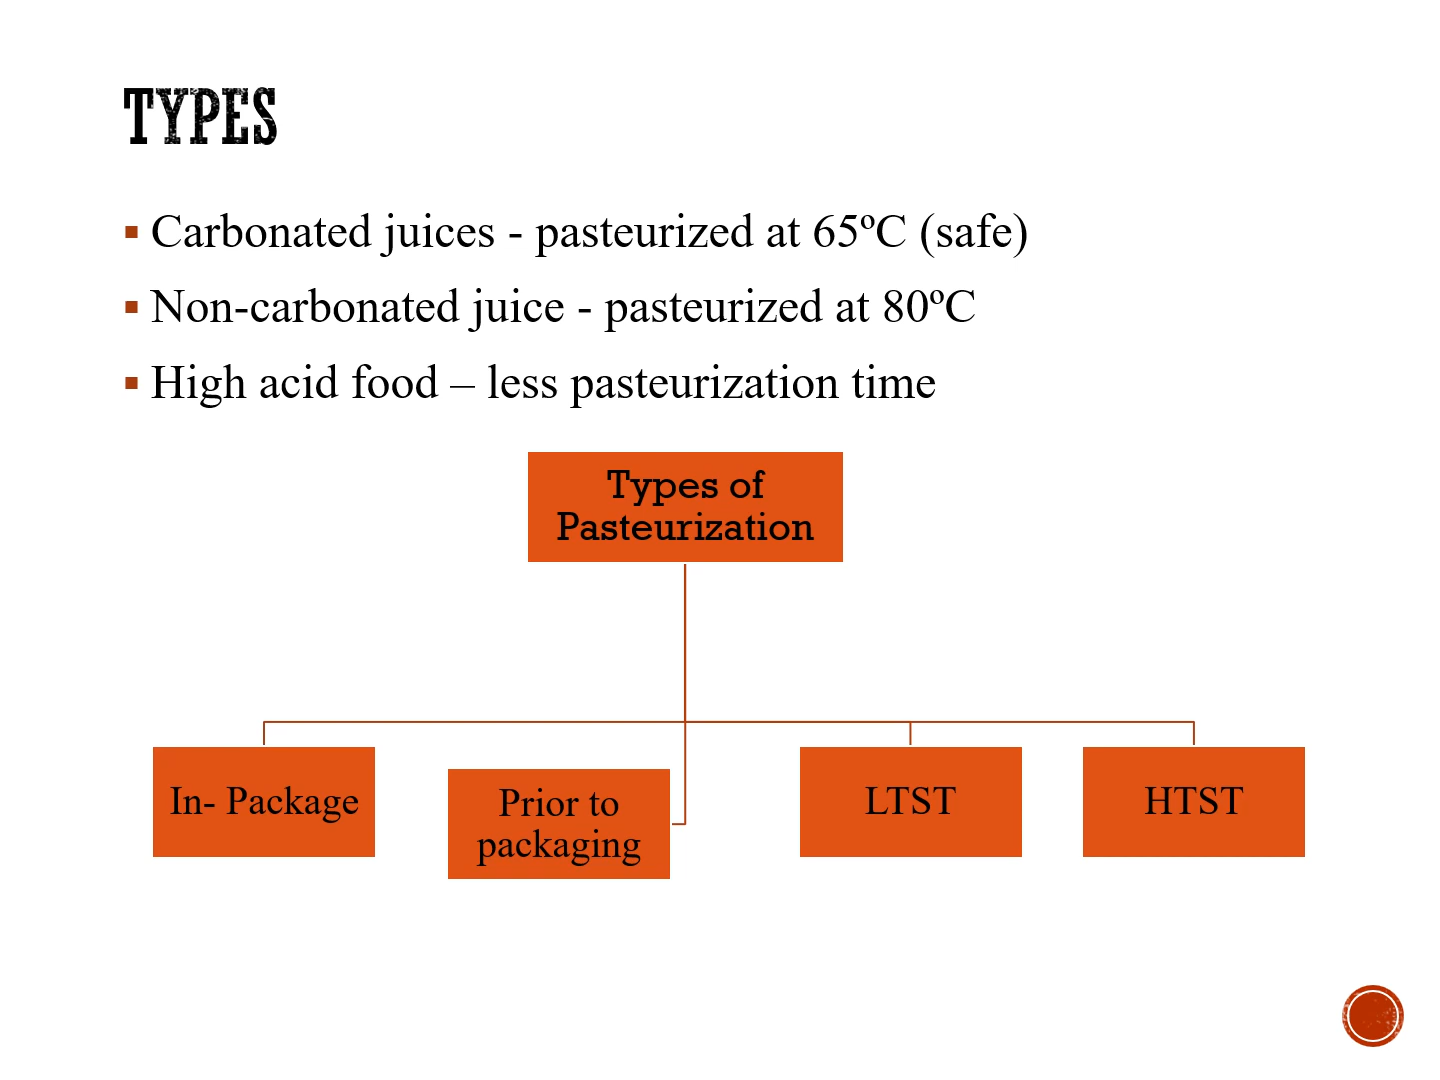 TYPES
▪ Carbonated juices - pasteurized at 65ºC (safe)
▪ Non-carbonated juice - pasteurized at 80ºC
▪ High acid food – less pasteurization time
Types of
Pasteurization
In- Package
Prior to
packaging
LTST
HTST